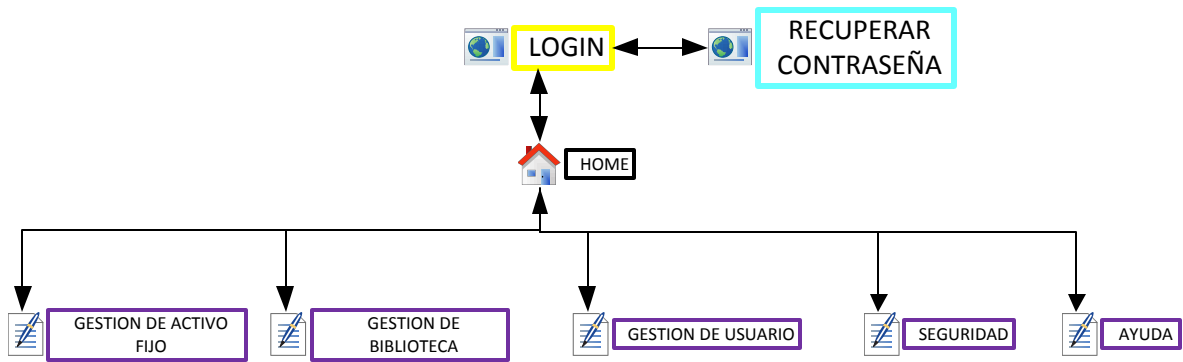 LOGIN
RECUPERAR
CONTRASEÑA
HOME
GESTION DE ACTIVO
FIJO
GESTION DE
BIBLIOTECA
GESTION DE USUARIO
SEGURIDAD
AYUDA